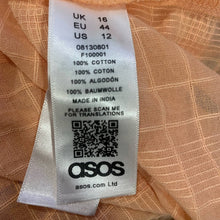 UK 16
EU 44
US 12
08130801
F100001
100% COTTON
100% COTON
100% ALGODÓN
100% BAUMWOLLE
MADE IN INDIA
PLEASE SCAN ME
FOR TRANSLATIONS
asos
asos.com Ltd